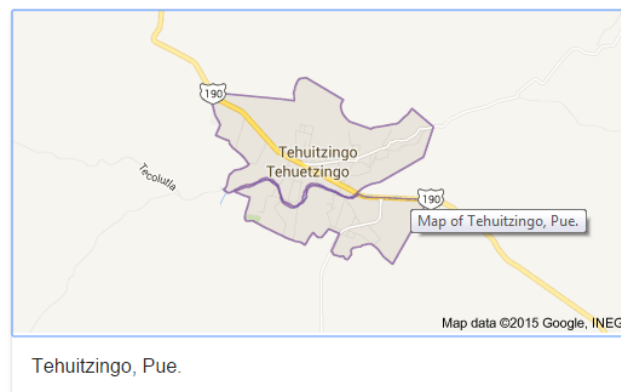 190
Tehuitzingo
Tehuetzingo
Tecolutla
190
Map of Tehuitzingo, Pue.
Map data ©2015 Google, INEG
Tehuitzingo, Pue.